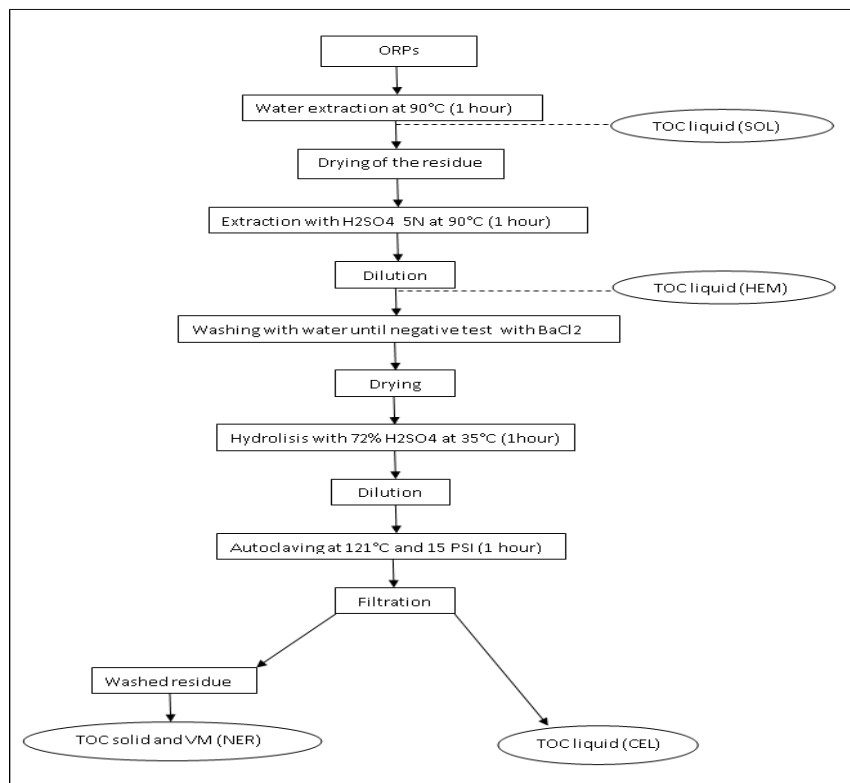 ORPs
Water extraction at 90°C (1 hour)
TOC liquid (SOL)
Drying of the residue
Extraction with H2SO4 5N at 90°C (1 hour)
Dilution
TOC liquid (HEM)
Washing with water until negative test with BaCl2
Drying
Hydrolisis with 72% H2SO4 at 35°C (1hour)
Dilution
Autoclaving at 121°C and 15 PSI (1 hour)
Filtration
Washed residue
TOC solid and VM (NER)
TOC liquid (CEL)